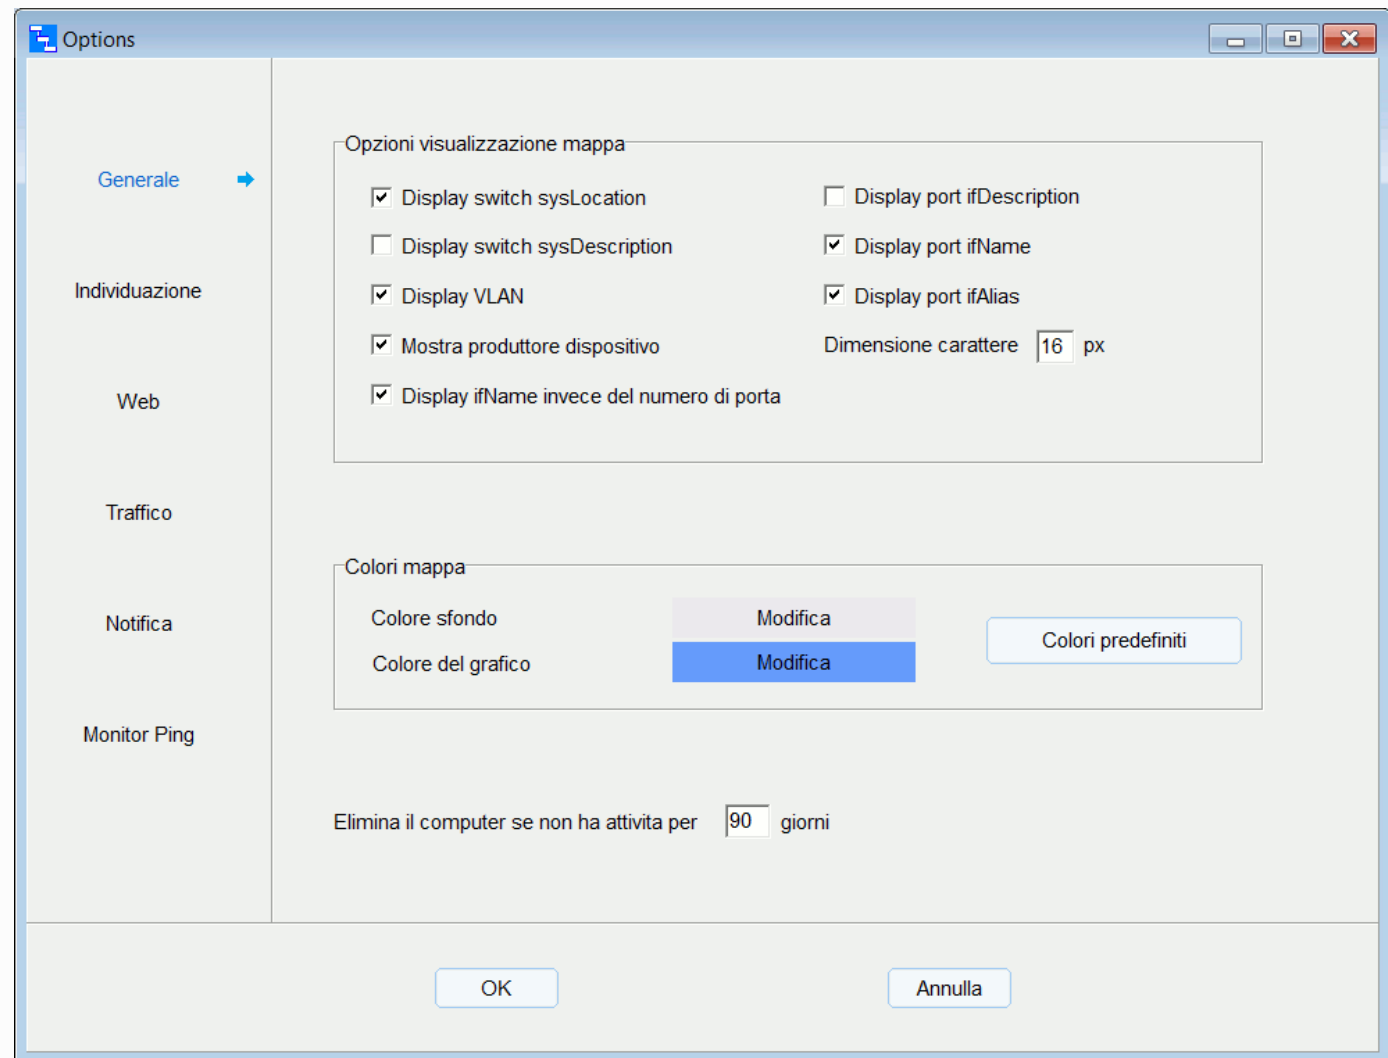 Options
Generale
Individuazione
Web
Traffico
Notifica
Monitor Ping
Opzioni visualizzazione mappa
Display switch sysLocation
Display switch sysDescription
Display VLAN
Mostra produttore dispositivo
Display ifName invece del numero di porta
Display port ifDescription
Display port ifName
Display port ifAlias
Dimensione carattere 16 px
Colori mappa
Colore sfondo Modifica
Colore del grafico Modifica
Colori predefiniti
Elimina il computer se non ha attivita per 90 giorni
OK Annulla